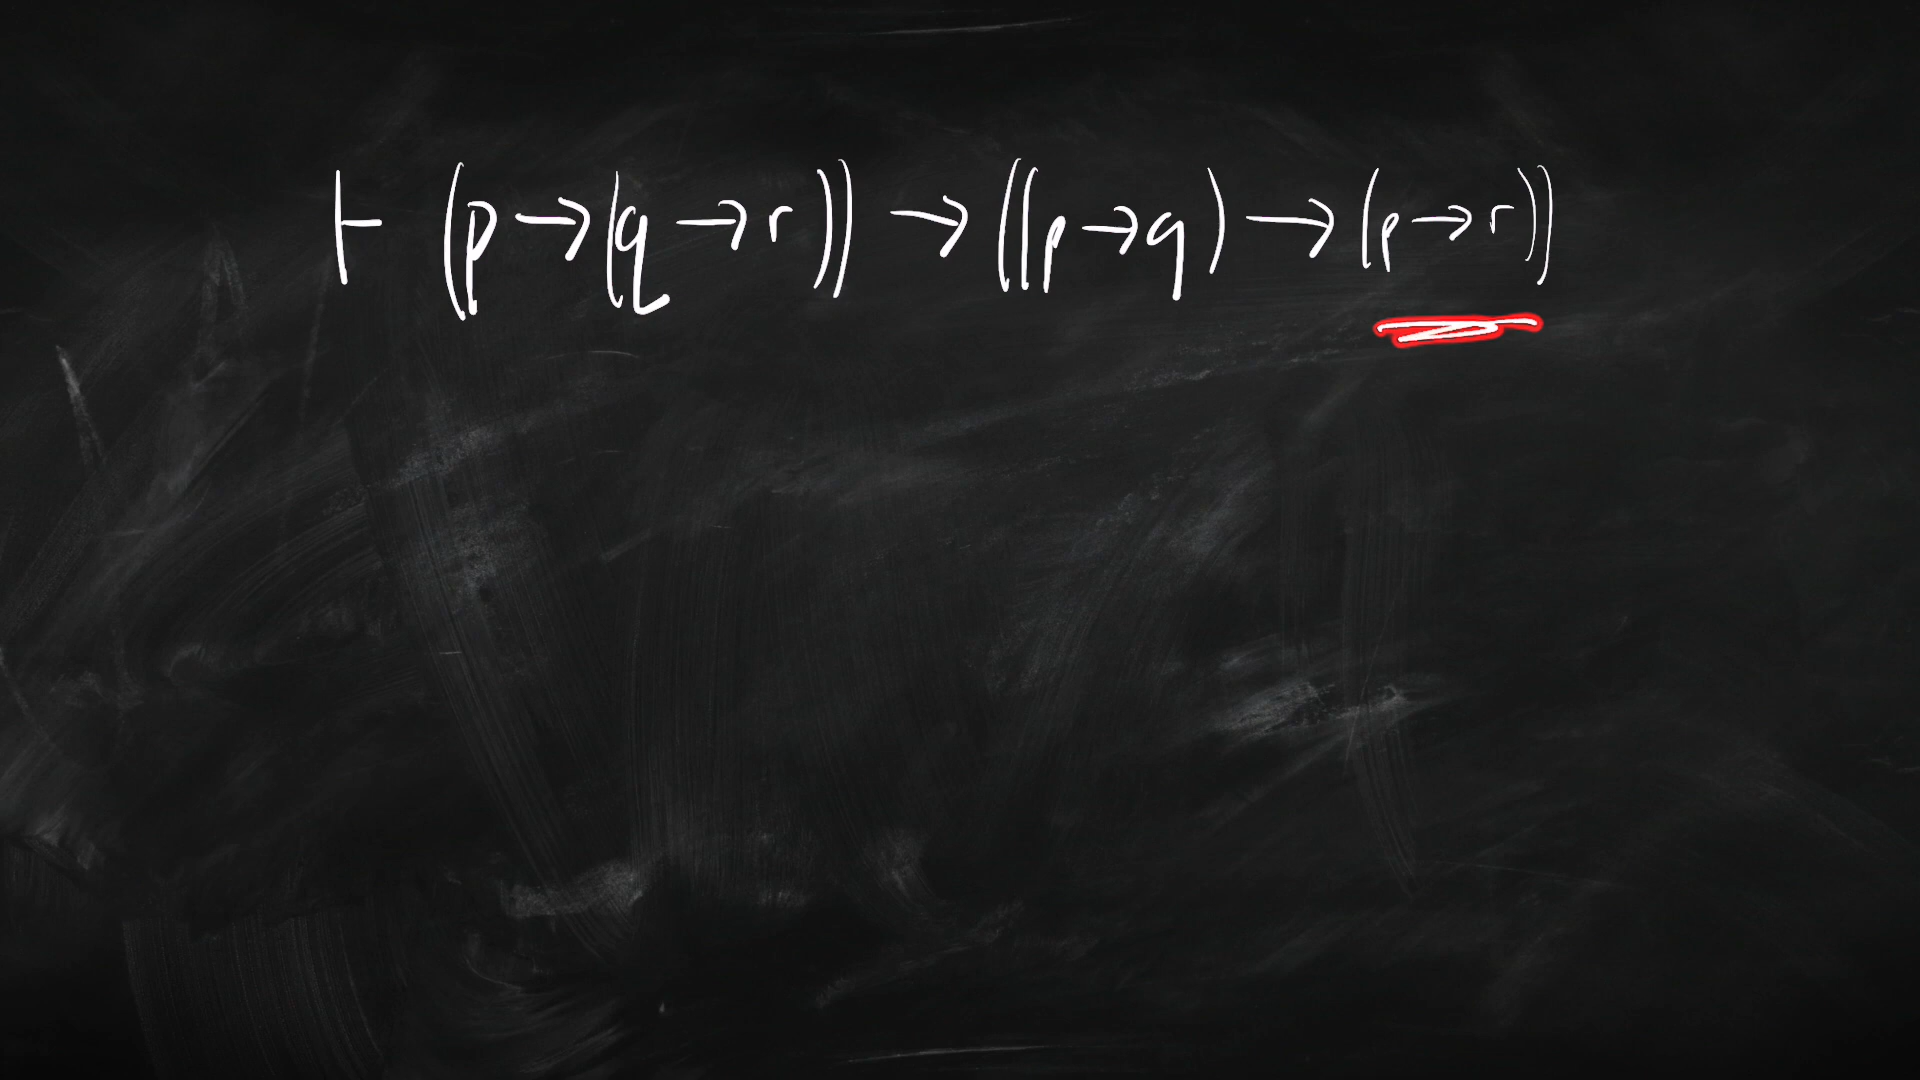 ⊢ (p→(q→r)) → ((p→q) → (p→r))